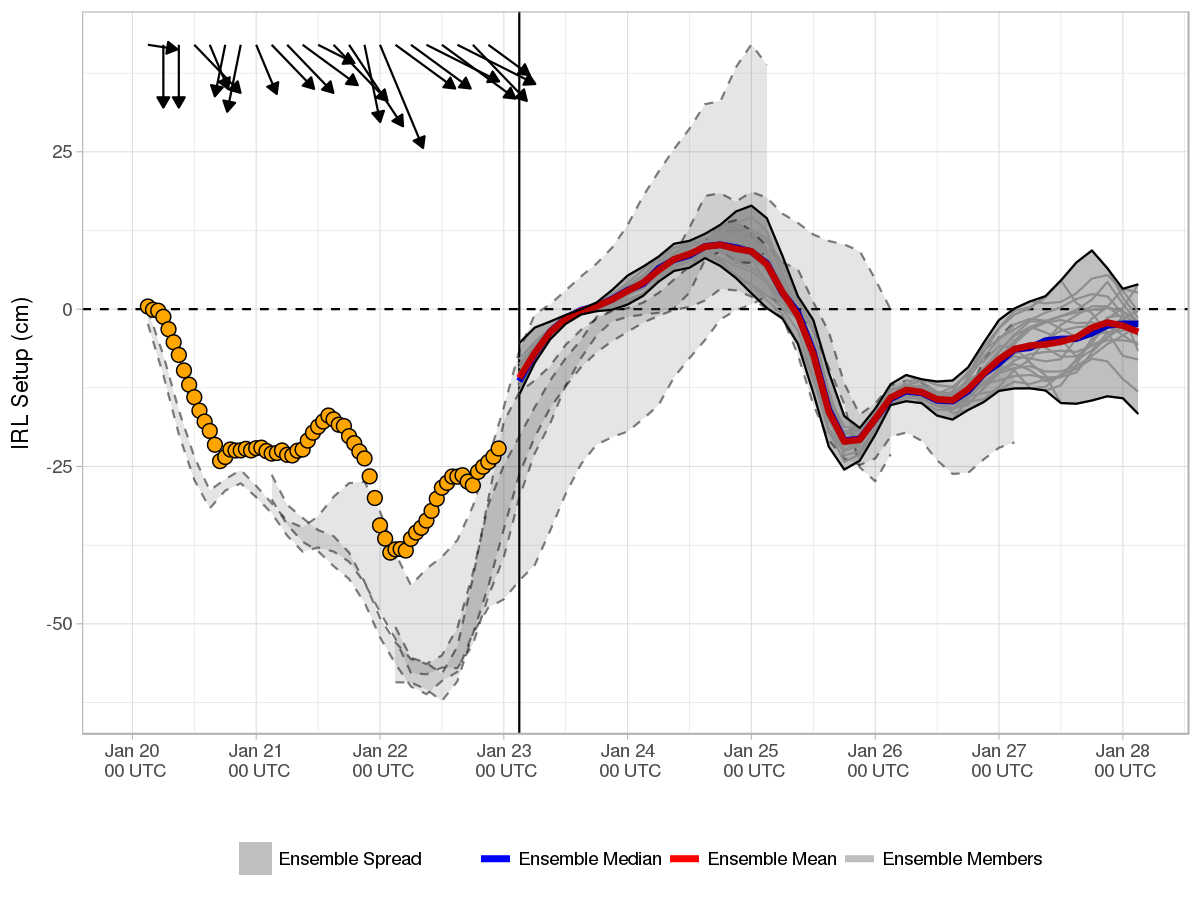 IRL Setup (cm)
25
0
-25
-50
Jan 20 Jan 21 Jan 22 Jan 23 Jan 24 Jan 25 Jan 26 Jan 27 Jan 28
00 UTC 00 UTC 00 UTC 00 UTC 00 UTC 00 UTC 00 UTC 00 UTC 00 UTC
Ensemble Spread Ensemble Median Ensemble Mean Ensemble Members